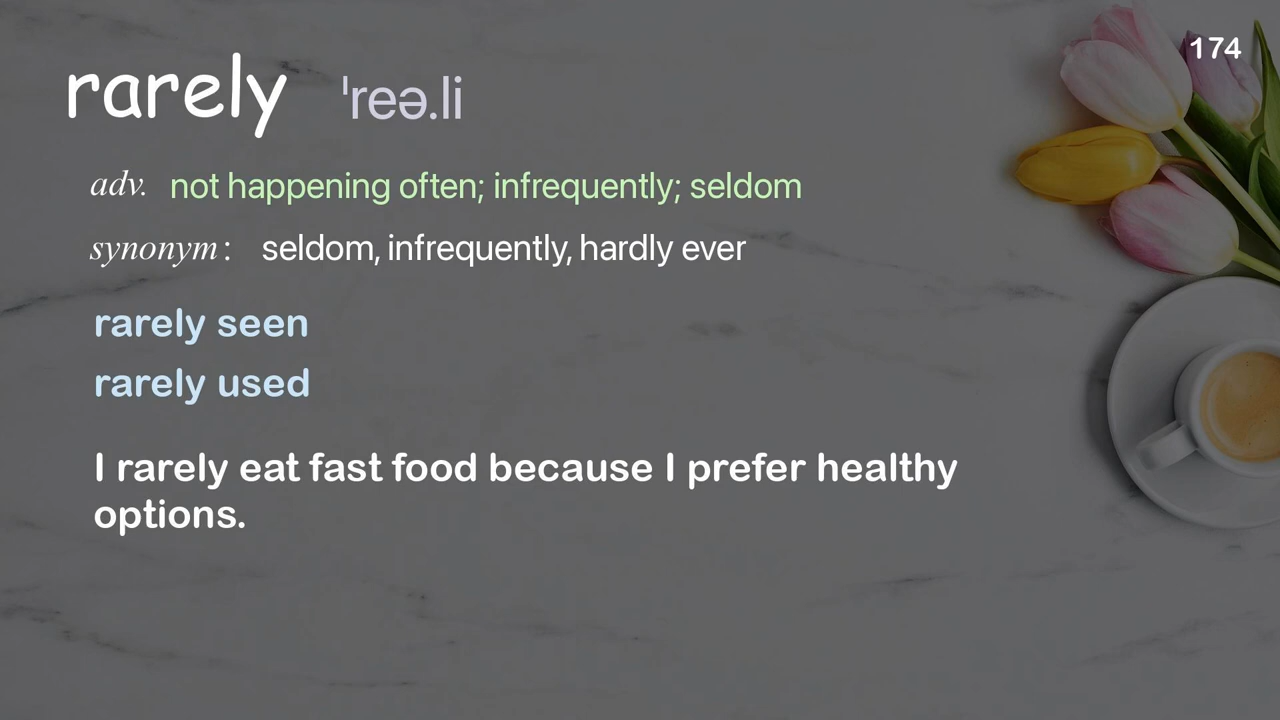 174
rarely ˈreə.li
adv. not happening often; infrequently; seldom
synonym: seldom, infrequently, hardly ever
rarely seen
rarely used
I rarely eat fast food because I prefer healthy
options.